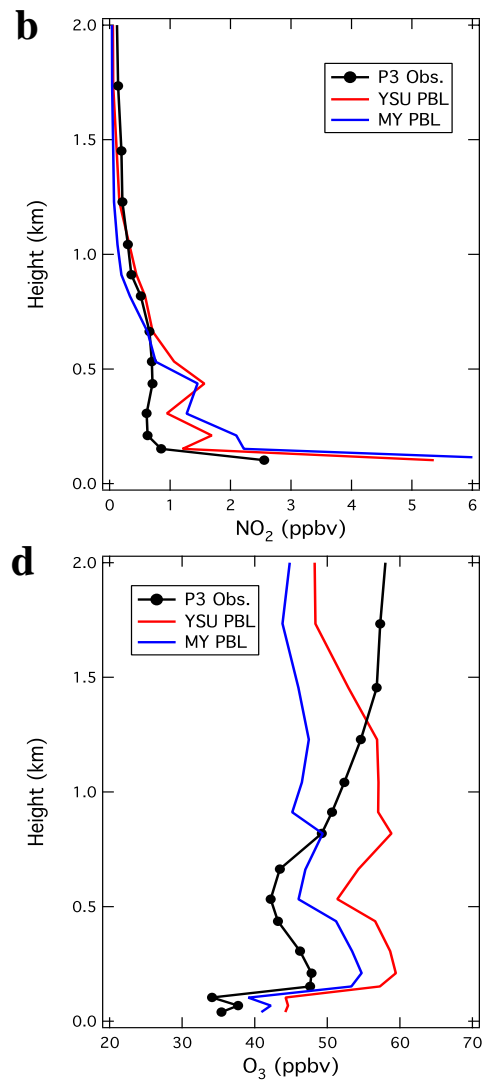 b
2.0
1.5
1.0
0.5
0.0
Height (km)
P3 Obs.
YSU PBL
MY PBL
0 1 2 3 4 5 6
NO₂ (ppbv)
d
2.0
1.5
1.0
0.5
0.0
Height (km)
P3 Obs.
YSU PBL
MY PBL
20 30 40 50 60 70
O₃ (ppbv)